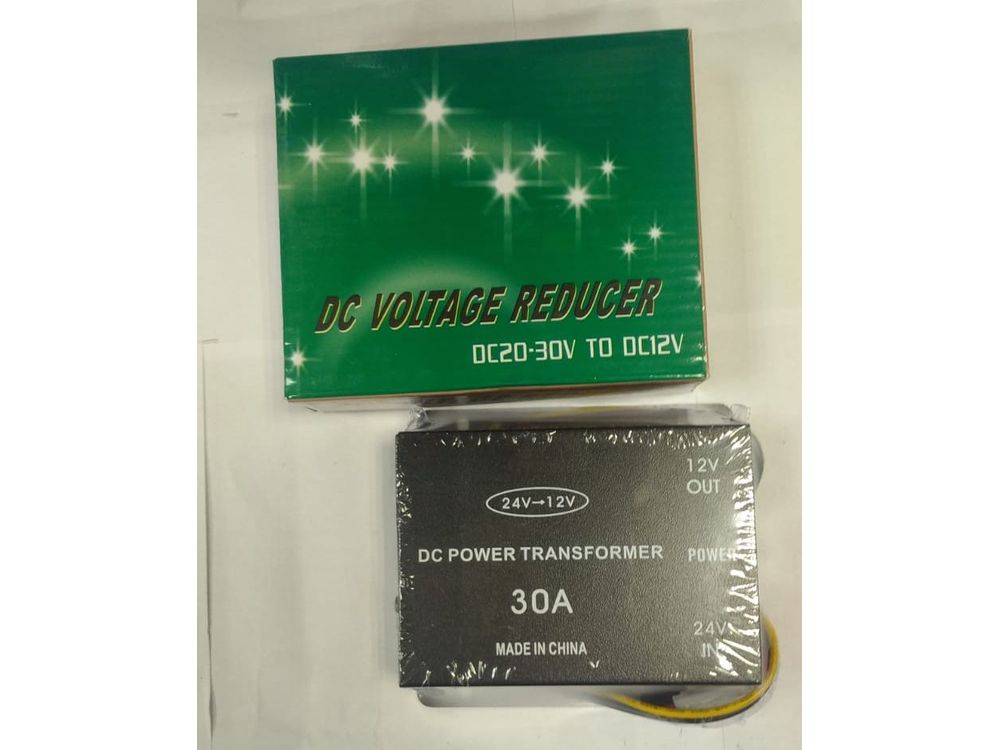 DC VOLTAGE REDUCER
DC20-30V TO DC12V
12V
OUT
24V→12V
DC POWER TRANSFORMER
POWER
30A
24V
IN
MADE IN CHINA